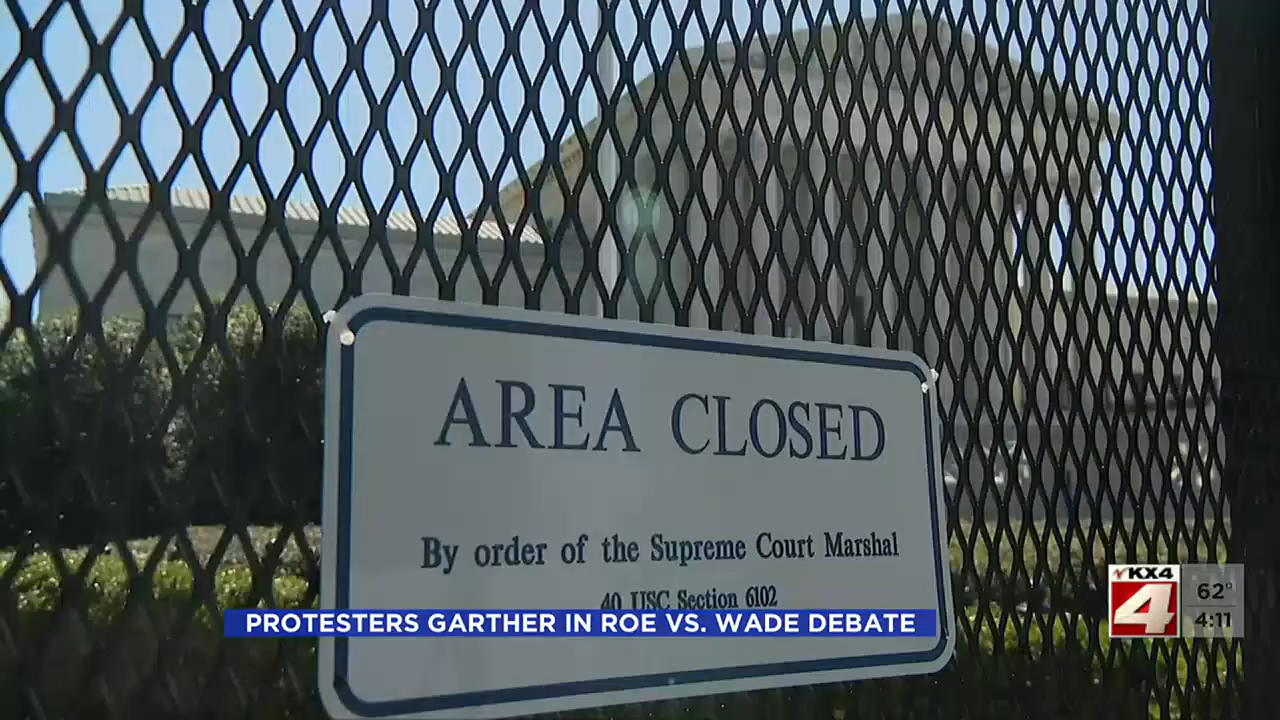 AREA CLOSED
By order of the Supreme Court Marshal
40 USC Section 6102
PROTESTERS GARTHER IN ROE VS. WADE DEBATE
KX4
4
62°
4:11